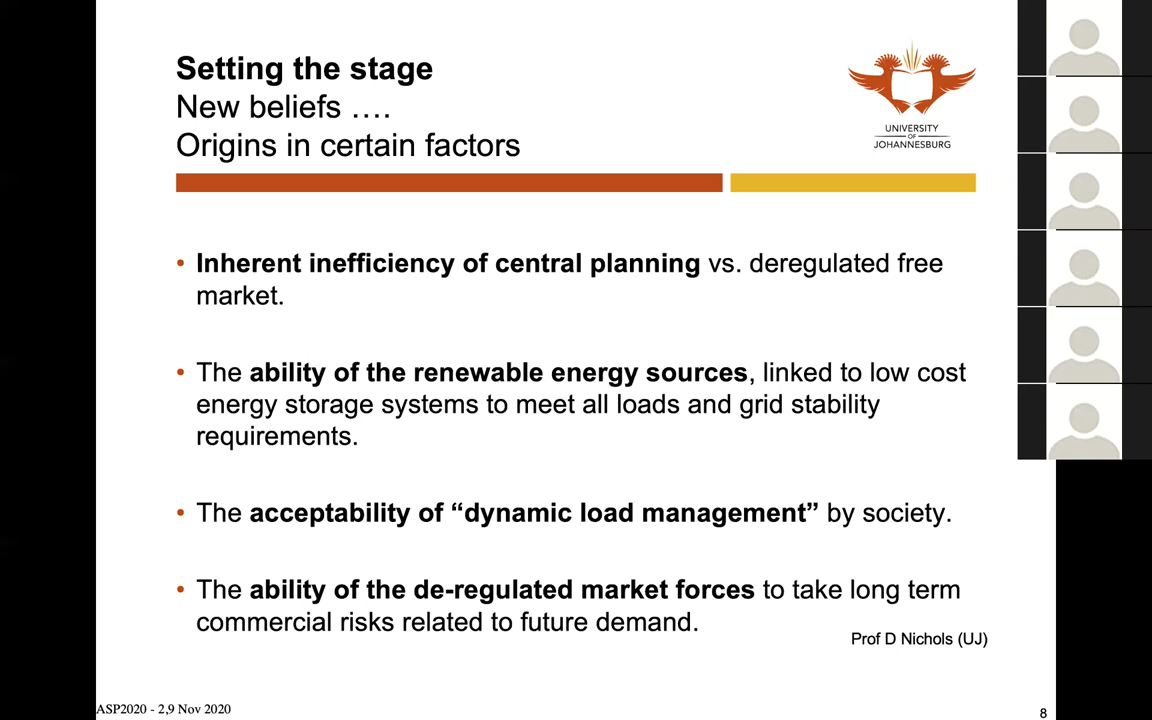 Setting the stage
New beliefs ….
Origins in certain factors
UNIVERSITY
OF
JOHANNESBURG
• Inherent inefficiency of central planning vs. deregulated free
market.
• The ability of the renewable energy sources, linked to low cost
energy storage systems to meet all loads and grid stability
requirements.
• The acceptability of “dynamic load management” by society.
• The ability of the de-regulated market forces to take long term
commercial risks related to future demand.
Prof D Nichols (UJ)
ASP2020 - 2,9 Nov 2020
8